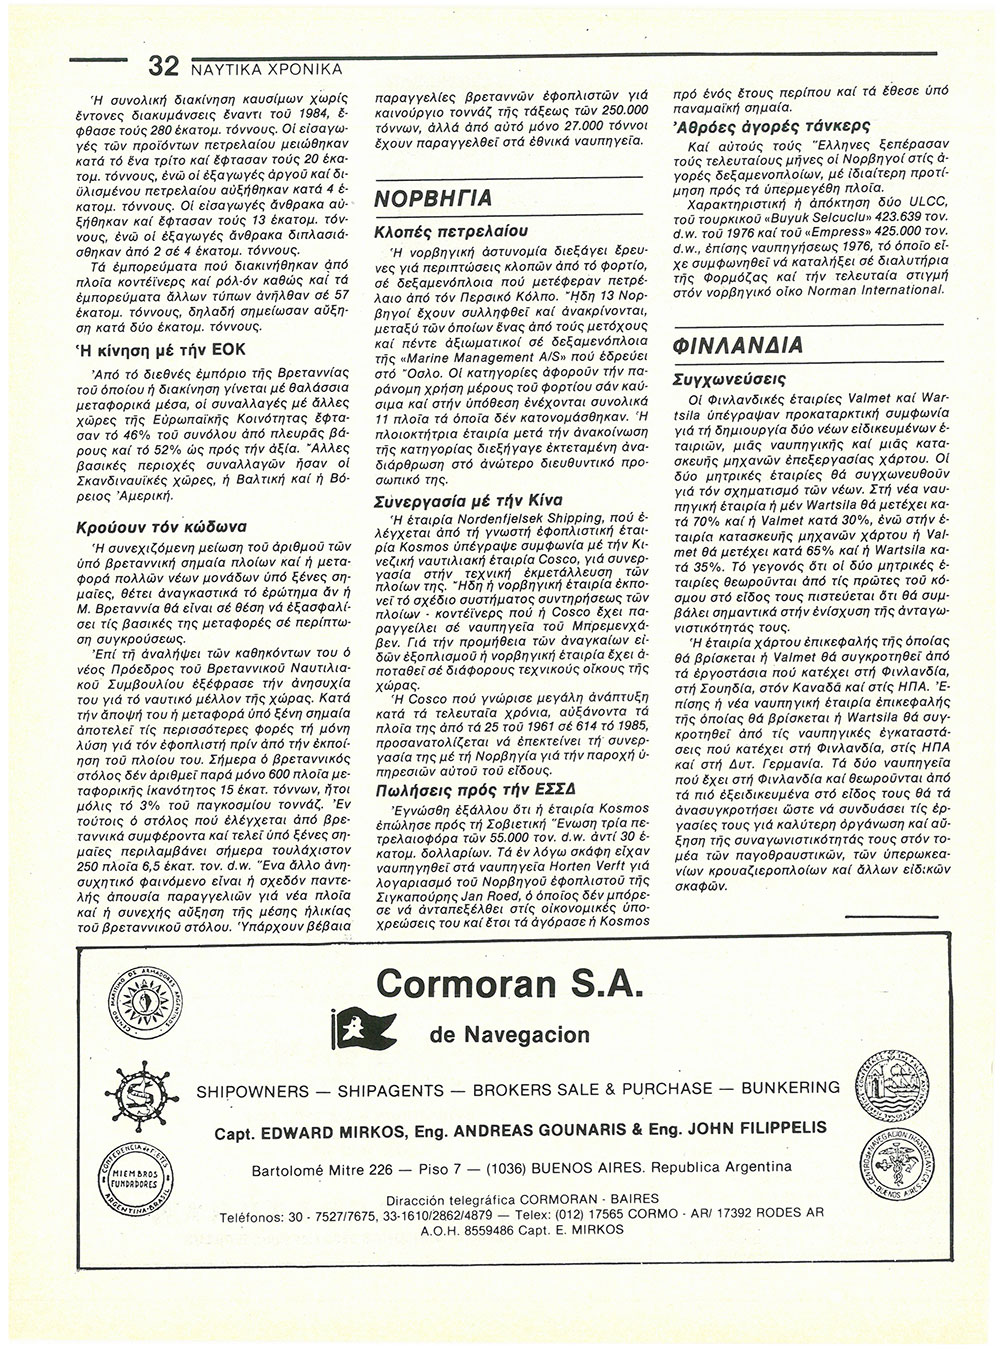 32 ΝΑΥΤΙΚΑ ΧΡΟΝΙΚΑ
Ἡ συνολική διακίνηση καυσίμων χωρίς
ἔντονες διακυμάνσεις ἔναντι τοῦ 1984, ἔ-
φθασε τούς 280 ἑκατομ. τόννους. Οἱ εἰσαγω-
γές τῶν προϊόντων πετρελαίου μειώθηκαν
κατά τό ἕνα τρίτο καί ἔφτασαν τούς 20 ἑκα-
τομ. τόννους, ἐνῶ οἱ ἐξαγωγές ἀργοῦ καί δι-
ϋλισμένου πετρελαίου αὐξήθηκαν κατά 4 ἑ-
κατομ. τόννους. Οἱ εἰσαγωγές ἄνθρακα αὐ-
ξήθηκαν καί ἔφτασαν τούς 13 ἑκατομ. τόν-
νους, ἐνῶ οἱ ἐξαγωγές ἄνθρακα διπλασιά-
σθηκαν ἀπό 2 σέ 4 ἑκατομ. τόννους.
Τά ἐμπορεύματα πού διακινήθηκαν ἀπό
πλοῖα κοντέϊνερς καί ρόλ-όν καθώς καί τά
ἐμπορεύματα ἄλλων τύπων ἀνῆλθαν σέ 57
ἑκατομ. τόννους, δηλαδή σημείωσαν αὔξη-
ση κατά δύο ἑκατομ. τόννους.
Ἡ κίνηση μέ τήν ΕΟΚ
Ἀπό τό διεθνές ἐμπόριο τῆς Βρεταννίας
τοῦ ὁποίου ἡ διακίνηση γίνεται μέ θαλάσσια
μεταφορικά μέσα, οἱ συναλλαγές μέ ἄλλες
χῶρες τῆς Εὐρωπαϊκῆς Κοινότητας ἔφτα-
σαν τό 46% τοῦ συνόλου ἀπό πλευρᾶς βά-
ρους καί τό 52% ὡς πρός τήν ἀξία. Ἄλλες
βασικές περιοχές συναλλαγῶν ἦσαν οἱ
Σκανδιναυϊκές χῶρες, ἡ Βαλτική καί ἡ Βό-
ρειος Ἀμερική.
Κρούουν τόν κώδωνα
Ἡ συνεχιζόμενη μείωση τοῦ ἀριθμοῦ τῶν
ὑπό βρεταννική σημαία πλοίων καί ἡ μετα-
φορά πολλῶν νέων μονάδων ὑπό ξένες ση-
μαῖες, θέτει ἀναγκαστικά τό ἐρώτημα ἄν ἡ
Μ. Βρεταννία θά εἶναι σέ θέση νά ἐξασφαλί-
σει τίς βασικές της μεταφορές σέ περίπτω-
ση συγκρούσεως.
Ἐπί τῆ ἀναλήψει τῶν καθηκόντων του ὁ
νέος Πρόεδρος τοῦ Βρεταννικοῦ Ναυτιλια-
κοῦ Συμβουλίου ἐξέφρασε τήν ἀνησυχία
του γιά τό ναυτικό μέλλον τῆς χώρας. Κατά
τήν ἄποψή του ἡ μεταφορά ὑπό ξένη σημαία
ἀποτελεῖ τίς περισσότερες φορές τή μόνη
λύση γιά τόν ἐφοπλιστή πρίν ἀπό τήν ἐκποί-
ηση τοῦ πλοίου του. Σήμερα ὁ βρεταννικός
στόλος δέν ἀριθμεῖ παρά μόνο 600 πλοῖα με-
ταφορικῆς ἱκανότητος 15 ἑκατ. τόννων, ἤτοι
μόλις τό 3% τοῦ παγκοσμίου τοννάζ. Ἐν
τούτοις ὁ στόλος πού ἐλέγχεται ἀπό βρε-
ταννικά συμφέροντα καί τελεῖ ὑπό ξένες ση-
μαῖες περιλαμβάνει σήμερα τουλάχιστον
250 πλοῖα 6,5 ἑκατ. τον. d.w. Ἕνα ἄλλο ἀνη-
συχητικό φαινόμενο εἶναι ἡ σχεδόν παντε-
λής ἀπουσία παραγγελιῶν γιά νέα πλοῖα
καί ἡ συνεχής αὔξηση τῆς μέσης ἡλικίας
τοῦ βρεταννικοῦ στόλου. Ὑπάρχουν βέβαια
παραγγελίες βρεταννῶν ἐφοπλιστῶν γιά
καινούργιο τοννάζ τῆς τάξεως τῶν 250.000
τόννων, ἀλλά ἀπό αὐτό μόνο 27.000 τόννοι
ἔχουν παραγγελθεῖ στά ἐθνικά ναυπηγεῖα.
ΝΟΡΒΗΓΙΑ
Κλοπές πετρελαίου
Ἡ νορβηγική ἀστυνομία διεξάγει ἔρευ-
νες γιά περιπτώσεις κλοπῶν ἀπό τό φορτίο,
σέ δεξαμενόπλοια πού μετέφεραν πετρέ-
λαιο ἀπό τόν Περσικό Κόλπο. Ἤδη 13 Νορ-
βηγοί ἔχουν συλληφθεῖ καί ἀνακρίνονται,
μεταξύ τῶν ὁποίων ἕνας ἀπό τούς μετόχους
καί πέντε ἀξιωματικοί σέ δεξαμενόπλοια
τῆς «Marine Management A/S» πού ἑδρεύει
στό Ὄσλο. Οἱ κατηγορίες ἀφοροῦν τήν πα-
ράνομη χρήση μέρους τοῦ φορτίου σάν καύ-
σιμα καί στήν ὑπόθεση ἐνέχονται συνολικά
11 πλοῖα τά ὁποῖα δέν κατονομάσθηκαν. Ἡ
πλοιοκτήτρια ἑταιρία μετά τήν ἀνακοίνωση
τῆς κατηγορίας διεξήγαγε ἐκτεταμένη ἀνα-
διάρθρωση στό ἀνώτερο διευθυντικό προ-
σωπικό της.
Συνεργασία μέ τήν Κίνα
Ἡ ἑταιρία Nordenfjelsek Shipping, πού ἐ-
λέγχεται ἀπό τή γνωστή ἐφοπλιστική ἑται-
ρία Kosmos ὑπέγραψε συμφωνία μέ τήν Κι-
νεζική ναυτιλιακή ἑταιρία Cosco, γιά συνερ-
γασία στήν τεχνική ἐκμετάλλευση τῶν
πλοίων της. Ἤδη ἡ νορβηγική ἑταιρία ἐκπο-
νεῖ τό σχέδιο συστήματος συντηρήσεως τῶν
πλοίων - κοντέϊνερς πού ἡ Cosco ἔχει πα-
ραγγείλει σέ ναυπηγεῖα τοῦ Μπρεμενχά-
βεν. Γιά τήν προμήθεια τῶν ἀναγκαίων εἰ-
δῶν ἐξοπλισμοῦ ἡ νορβηγική ἑταιρία ἔχει ἀ-
ποταθεῖ σέ διάφορους τεχνικούς οἴκους τῆς
χώρας.
Ἡ Cosco πού γνώρισε μεγάλη ἀνάπτυξη
κατά τά τελευταῖα χρόνια, αὐξάνοντα τά
πλοῖα της ἀπό τά 25 τοῦ 1961 σέ 614 τό 1985,
προσανατολίζεται νά ἐπεκτείνει τή συνερ-
γασία της μέ τή Νορβηγία γιά τήν παροχή ὑ-
πηρεσιῶν αὐτοῦ τοῦ εἴδους.
Πωλήσεις πρός τήν ΕΣΣΔ
Ἐγνώσθη ἐξάλλου ὅτι ἡ ἑταιρία Kosmos
ἐπώλησε πρός τή Σοβιετική Ἕνωση τρία πε-
τρελαιοφόρα τῶν 55.000 τον. d.w. ἀντί 30 ἑ-
κατομ. δολλαρίων. Τά ἐν λόγω σκάφη εἶχαν
ναυπηγηθεῖ στά ναυπηγεῖα Horten Verft γιά
λογαριασμό τοῦ Νορβηγοῦ ἐφοπλιστοῦ τῆς
Σιγκαπούρης Jan Roed, ὁ ὁποῖος δέν μπόρε-
σε νά ἀνταπεξέλθει στίς οἰκονομικές ὑπο-
χρεώσεις του καί ἔτσι τά ἀγόρασε ἡ Kosmos
πρό ἑνός ἔτους περίπου καί τά ἔθεσε ὑπό
παναμαϊκή σημαία.
Ἀθρόες ἀγορές τάνκερς
Καί αὐτούς τούς Ἕλληνες ξεπέρασαν
τούς τελευταίους μῆνες οἱ Νορβηγοί στίς ἀ-
γορές δεξαμενοπλοίων, μέ ἰδιαίτερη προτί-
μηση πρός τά ὑπερμεγέθη πλοῖα.
Χαρακτηριστική ἡ ἀπόκτηση δύο ULCC,
τοῦ τουρκικοῦ «Buyuk Selcuclu» 423.639 τον.
d.w. τοῦ 1976 καί τοῦ «Empress» 425.000 τον.
d.w., ἐπίσης ναυπηγήσεως 1976, τό ὁποῖο εἶ-
χε συμφωνηθεῖ νά καταλήξει σέ διαλυτήρια
τῆς Φορμόζας καί τήν τελευταία στιγμή
στόν νορβηγικό οἶκο Norman International.
ΦΙΝΛΑΝΔΙΑ
Συγχωνεύσεις
Οἱ Φινλανδικές ἑταιρίες Valmet καί War-
tsila ὑπέγραψαν προκαταρκτική συμφωνία
γιά τή δημιουργία δύο νέων εἰδικευμένων ἑ-
ταιριῶν, μιᾶς ναυπηγικῆς καί μιᾶς κατα-
σκευῆς μηχανῶν ἐπεξεργασίας χάρτου. Οἱ
δύο μητρικές ἑταιρίες θά συγχωνευθοῦν
γιά τόν σχηματισμό τῶν νέων. Στή νέα ναυ-
πηγική ἑταιρία ἡ μέν Wartsila θά μετέχει κα-
τά 70% καί ἡ Valmet κατά 30%, ἐνῶ στήν ἑ-
ταιρία κατασκευῆς μηχανῶν χάρτου ἡ Val-
met θά μετέχει κατά 65% καί ἡ Wartsila κα-
τά 35%. Τό γεγονός ὅτι οἱ δύο μητρικές ἑ-
ταιρίες θεωροῦνται ἀπό τίς πρῶτες τοῦ κό-
σμου στό εἶδος τους πιστεύεται ὅτι θά συμ-
βάλει σημαντικά στήν ἐνίσχυση τῆς ἀνταγω-
νιστικότητάς τους.
Ἡ ἑταιρία χάρτου ἐπικεφαλῆς τῆς ὁποίας
θά βρίσκεται ἡ Valmet θά συγκροτηθεῖ ἀπό
τά ἐργοστάσια πού κατέχει στή Φινλανδία,
στή Σουηδία, στόν Καναδά καί στίς ΗΠΑ. Ἐ-
πίσης ἡ νέα ναυπηγική ἑταιρία ἐπικεφαλῆς
τῆς ὁποίας θά βρίσκεται ἡ Wartsila θά συγ-
κροτηθεῖ ἀπό τίς ναυπηγικές ἐγκαταστά-
σεις πού κατέχει στή Φινλανδία, στίς ΗΠΑ
καί στή Δυτ. Γερμανία. Τά δύο ναυπηγεῖα
πού ἔχει στή Φινλανδία καί θεωροῦνται ἀπό
τά πιό ἐξειδικευμένα στό εἶδος τους θά τά
ἀνασυγκροτήσει ὥστε νά συνδυάσει τίς ἐρ-
γασίες τους γιά καλύτερη ὀργάνωση καί αὔ-
ξηση τῆς συναγωνιστικότητάς τους στόν το-
μέα τῶν παγοθραυστικῶν, τῶν ὑπερωκεα-
νίων κρουαζιεροπλοίων καί ἄλλων εἰδικῶν
σκαφῶν.
Cormoran S.A.
de Navegacion
SHIPOWNERS — SHIPAGENTS — BROKERS SALE & PURCHASE — BUNKERING
Capt. EDWARD MIRKOS, Eng. ANDREAS GOUNARIS & Eng. JOHN FILIPPELIS
Bartolomé Mitre 226 — Piso 7 — (1036) BUENOS AIRES. Republica Argentina
Diracción telegráfica CORMORAN - BAIRES
Teléfonos: 30 - 7527/7675, 33-1610/2862/4879 — Telex: (012) 17565 CORMO - AR/ 17392 RODES AR
A.O.H. 8559486 Capt. E. MIRKOS
CENTRO MARITIMO DE ARMADORES ARGENTINOS
CONFERENCIA de FLETES
MIEMBROS
FUNDADORES
ARGENTINA-BRASIL
CENTRO NAVEGACION TRANSATLANTICA
BUENOS AIRES